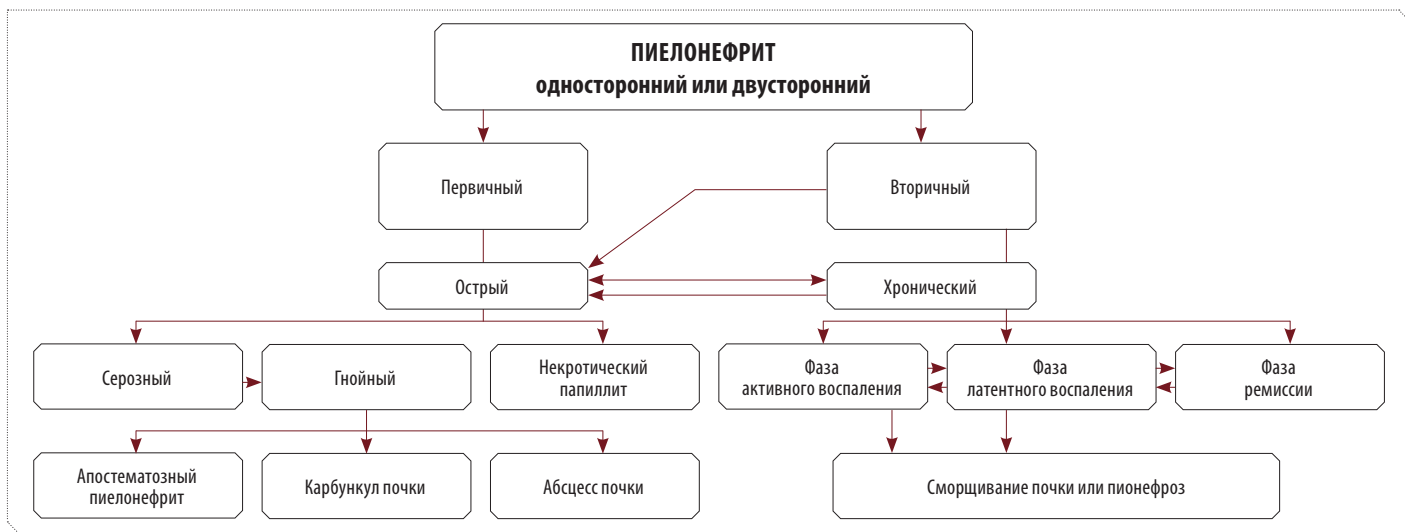 ПИЕЛОНЕФРИТ
односторонний или двусторонний
Первичный
Вторичный
Острый
Хронический
Серозный
Гнойный
Некротический
папиллит
Фаза
активного воспаления
Фаза
латентного воспаления
Фаза
ремиссии
Апостематозный
пиелонефрит
Карбункул почки
Абсцесс почки
Сморщивание почки или пионефроз